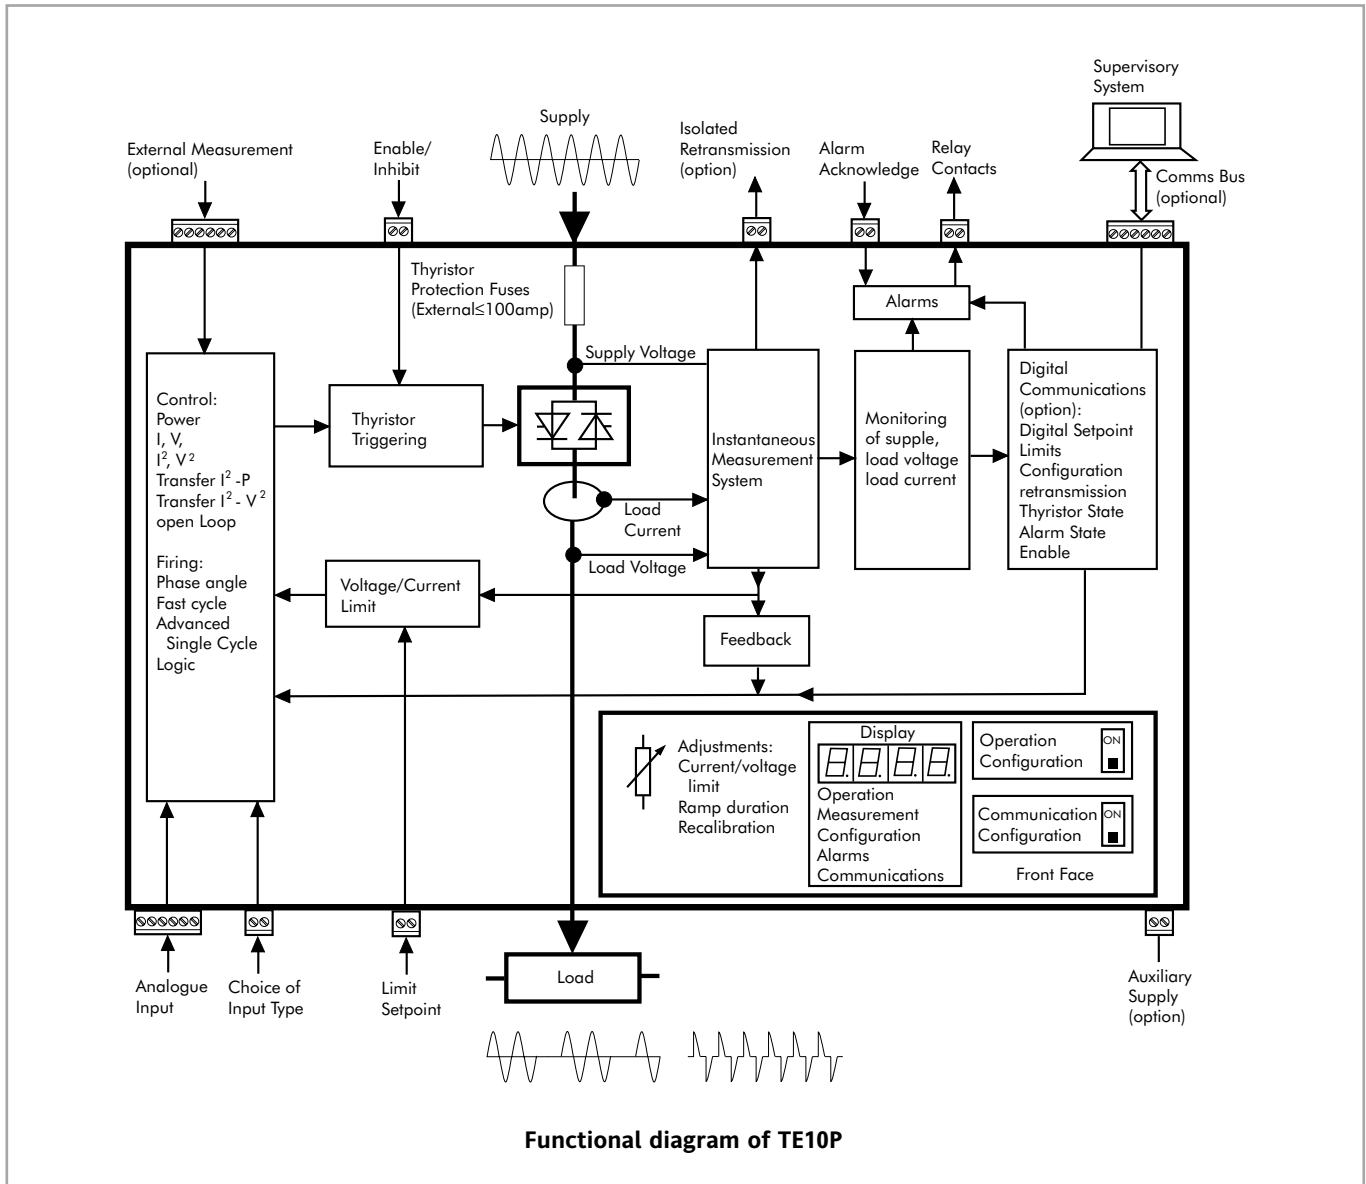 Supervisory
System
Supply
External Measurement
(optional)
Enable/
Inhibit
Isolated
Retransmission
(option)
Alarm
Acknowledge
Relay
Contacts
Comms Bus
(optional)
Thyristor
Protection Fuses
(External≤100amp)
Alarms
Supply Voltage
Control:
Power
I, V,
I², V²
Transfer I² -P
Transfer I² - V²
open Loop
Firing:
Phase angle
Fast cycle
Advanced
Single Cycle
Logic
Thyristor
Triggering
Instantaneous
Measurement
System
Monitoring
of supple,
load voltage
load current
Digital
Communications
(option):
Digital Setpoint
Limits
Configuration
retransmission
Thyristor State
Alarm State
Enable
Load
Current
Load Voltage
Voltage/Current
Limit
Feedback
Adjustments:
Current/voltage
limit
Ramp duration
Recalibration
Display
8.8.8.8.
Operation
Measurement
Configuration
Alarms
Communications
Operation
Configuration
ON
Communication
Configuration
ON
Front Face
Analogue
Input
Choice of
Input Type
Limit
Setpoint
Load
Auxiliary
Supply
(option)
Functional diagram of TE10P